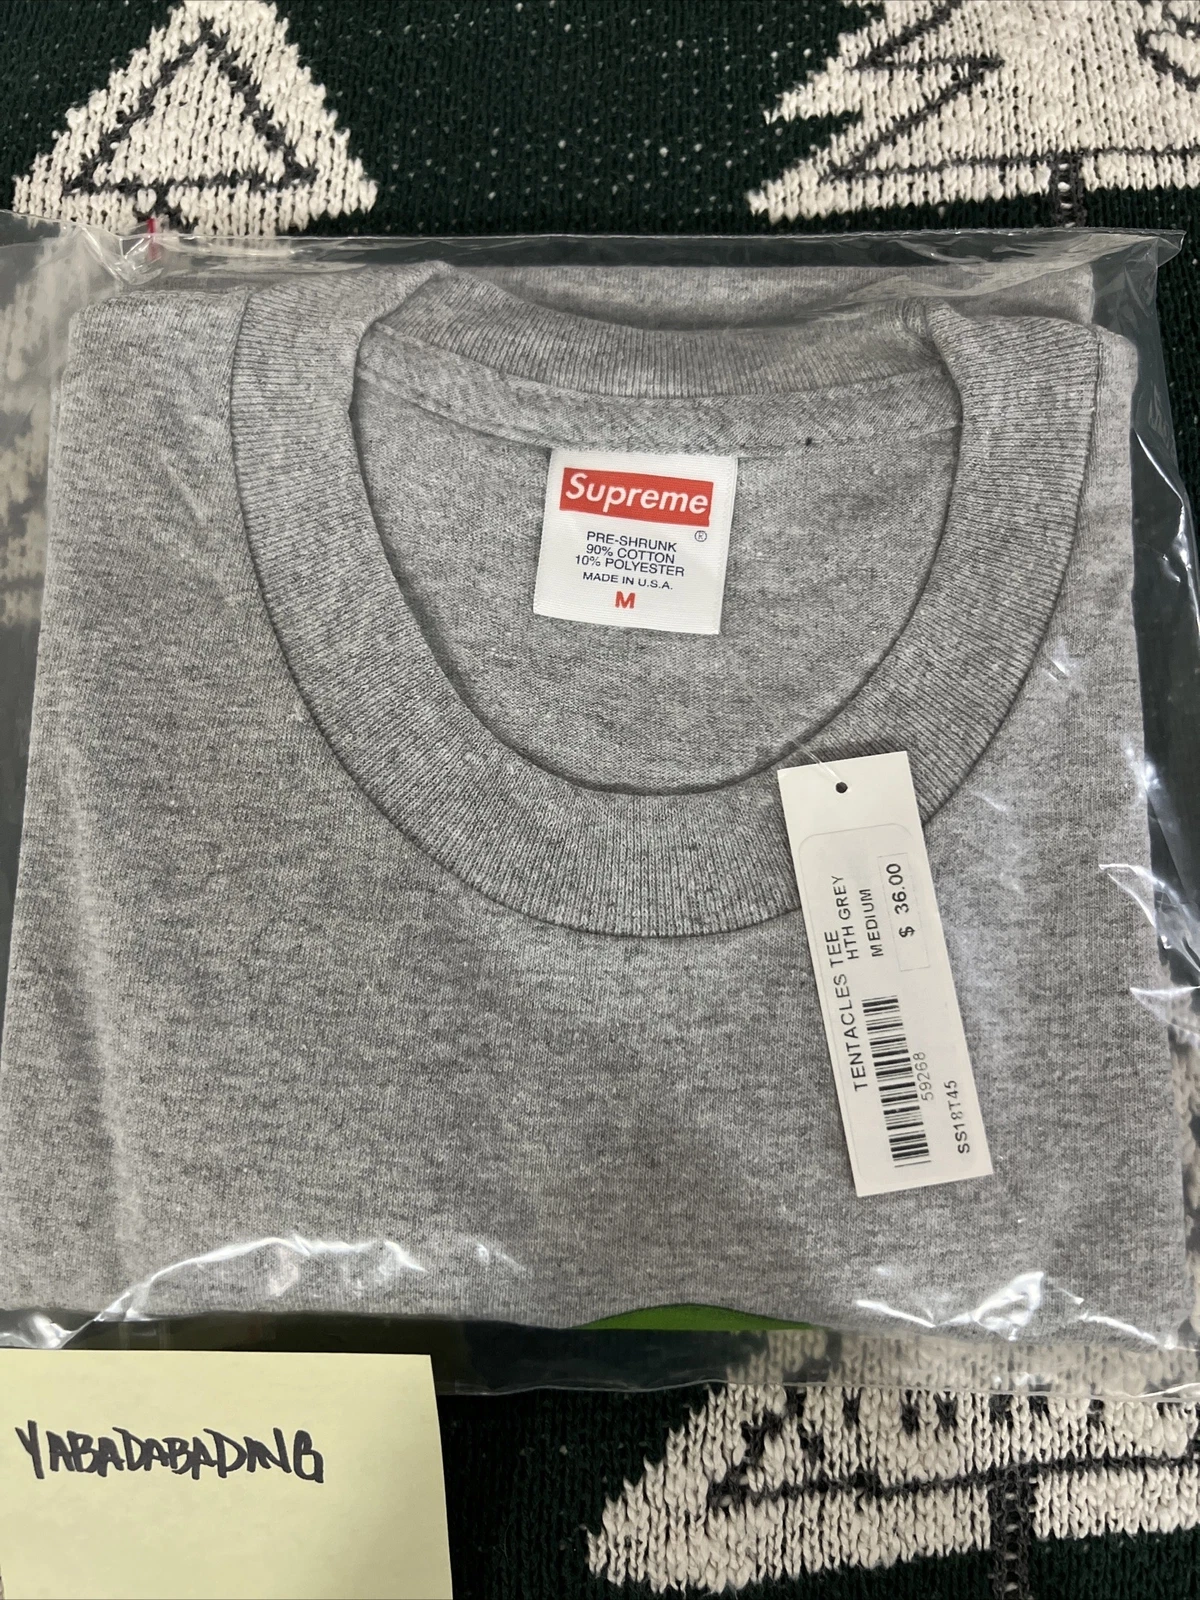 Supreme
®
PRE-SHRUNK
90% COTTON
10% POLYESTER
MADE IN U.S.A.
M
TENTACLES TEE
HTH GREY
MEDIUM
$ 36.00
59268
SS18T45
YABADABADING